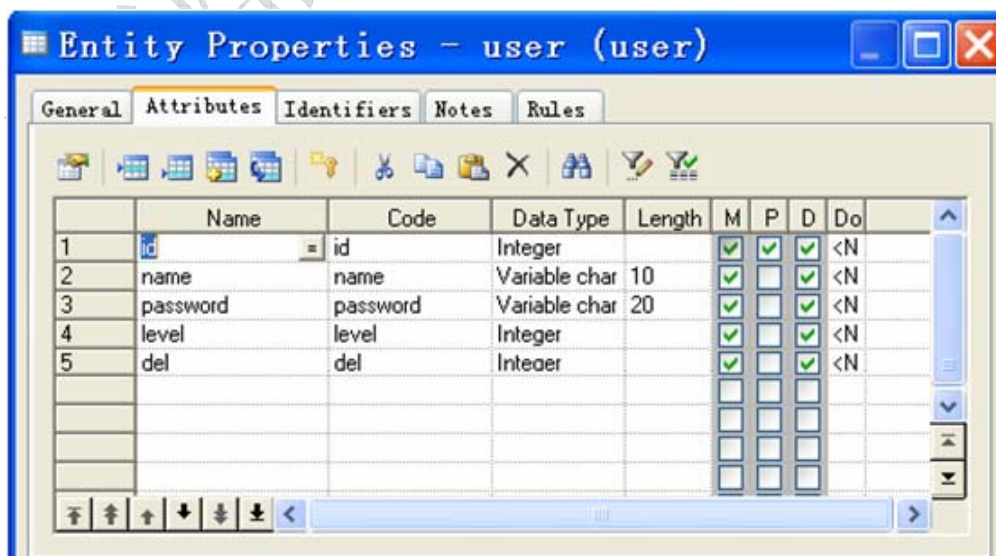 Entity Properties - user (user)
General Attributes Identifiers Notes Rules
Name Code Data Type Length M P D Do
1 id = id Integer <N
2 name name Variable char 10 <N
3 password password Variable char 20 <N
4 level level Integer <N
5 del del Integer <N